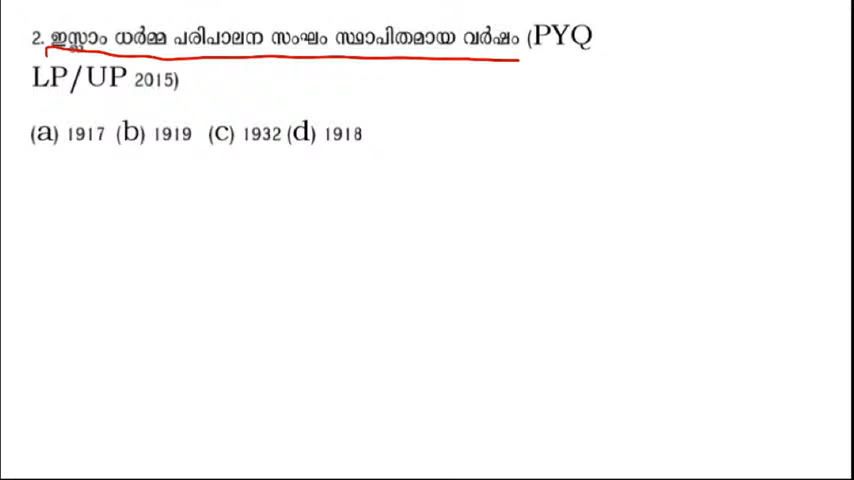 2. ഇസ്ലാം ധർമ്മ പരിപാലന സംഘം സ്ഥാപിതമായ വർഷം (PYQ
LP/UP 2015)
(a) 1917 (b) 1919 (c) 1932 (d) 1918